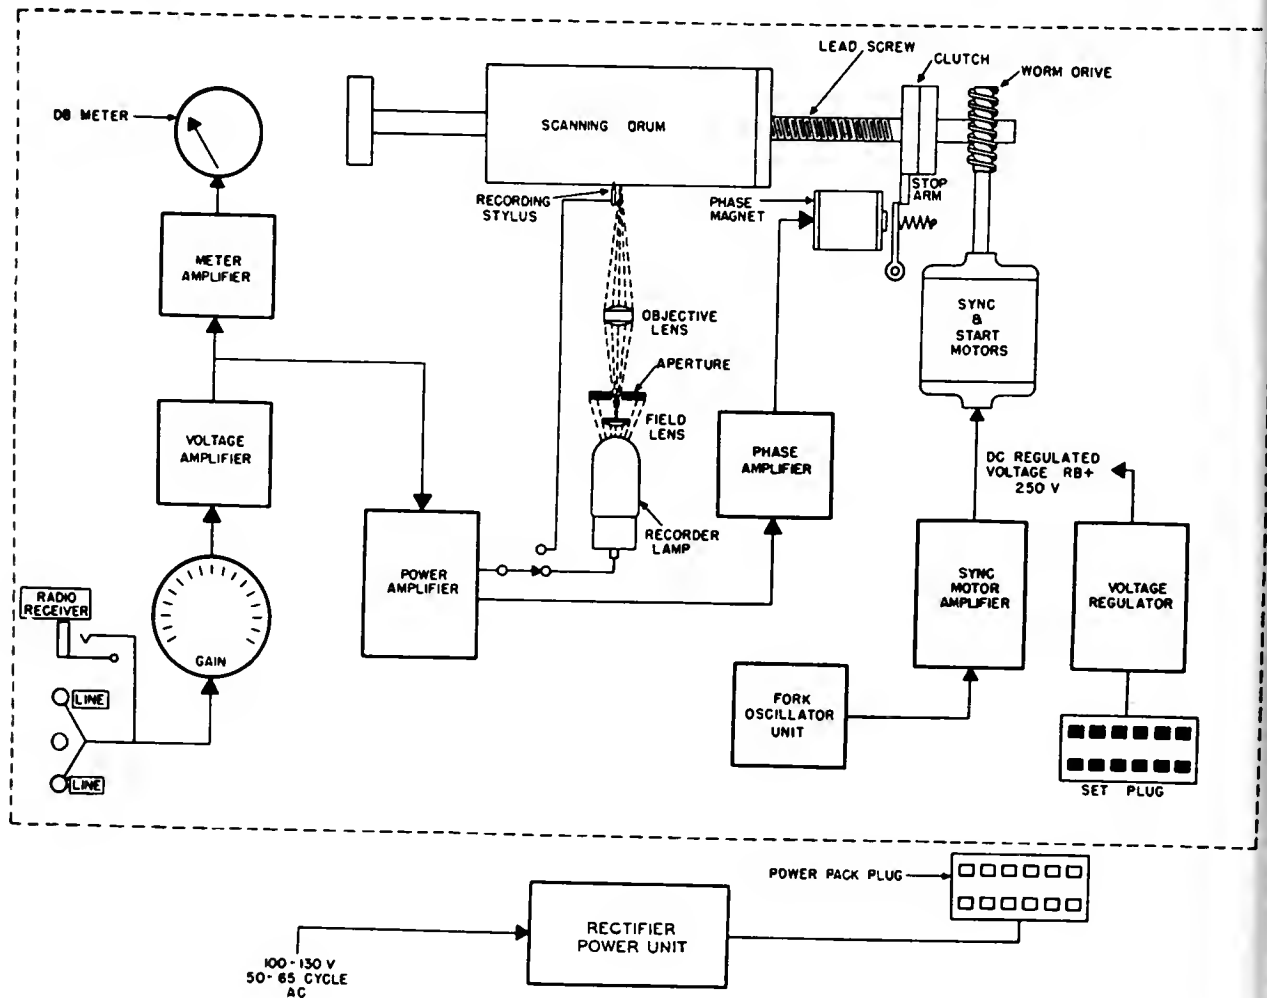 LEAD SCREW
CLUTCH
WORM DRIVE
DB METER
SCANNING DRUM
RECORDING
STYLUS
PHASE
MAGNET
STOP
ARM
METER
AMPLIFIER
OBJECTIVE
LENS
SYNC
&
START
MOTORS
APERTURE
FIELD
LENS
VOLTAGE
AMPLIFIER
PHASE
AMPLIFIER
DC REGULATED
VOLTAGE RB+
250 V
RECORDER
LAMP
POWER
AMPLIFIER
SYNC
MOTOR
AMPLIFIER
VOLTAGE
REGULATOR
RADIO
RECEIVER
GAIN
LINE
LINE
FORK
OSCILLATOR
UNIT
SET PLUG
POWER PACK PLUG
RECTIFIER
POWER UNIT
100-130 V
50-65 CYCLE
AC